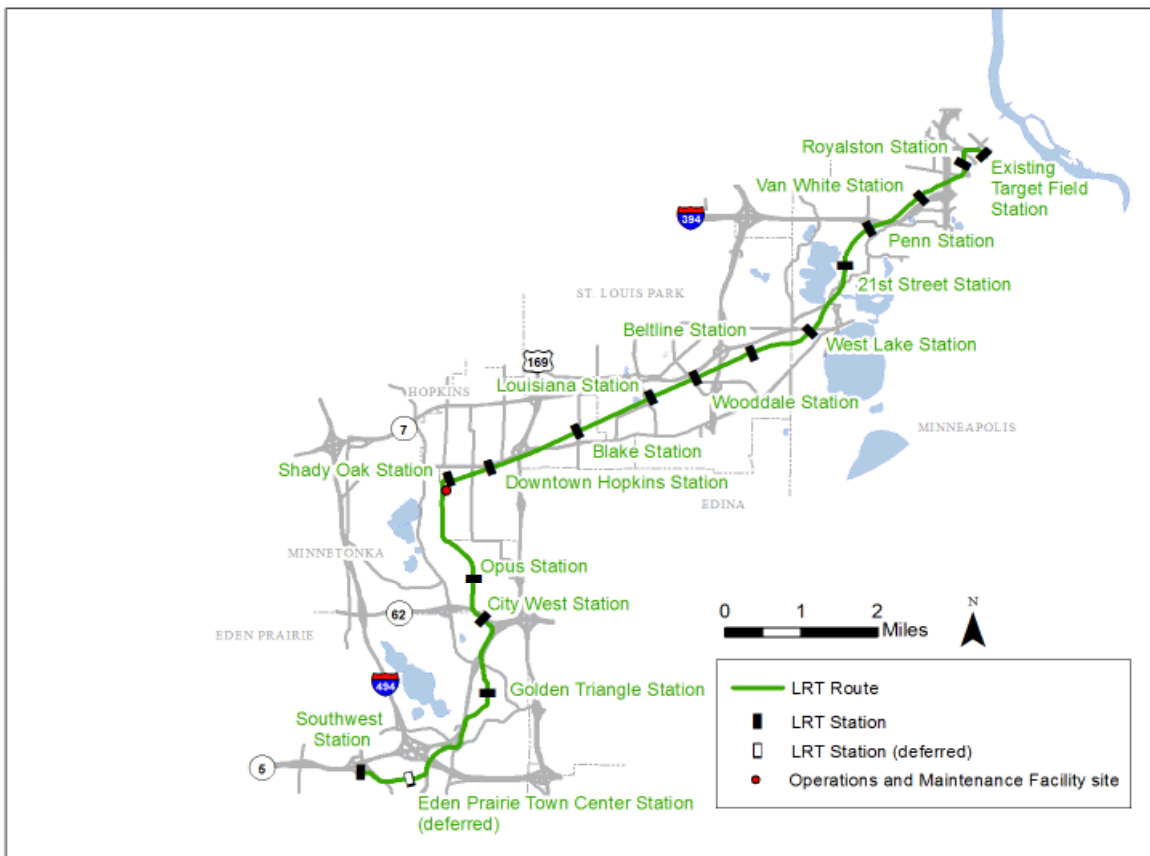 Royalston Station
Existing
Target Field
Station
Van White Station
394
Penn Station
21st Street Station
ST. LOUIS PARK
Beltline Station
West Lake Station
169
Louisiana Station
HOPKINS
Wooddale Station
7
MINNEAPOLIS
Blake Station
Shady Oak Station
Downtown Hopkins Station
EDINA
MINNETONKA
Opus Station
City West Station
62
EDEN PRAIRIE
0 1 2
Miles
N
494
Golden Triangle Station
Southwest
Station
5
Eden Prairie Town Center Station
(deferred)
LRT Route
LRT Station
LRT Station (deferred)
Operations and Maintenance Facility site